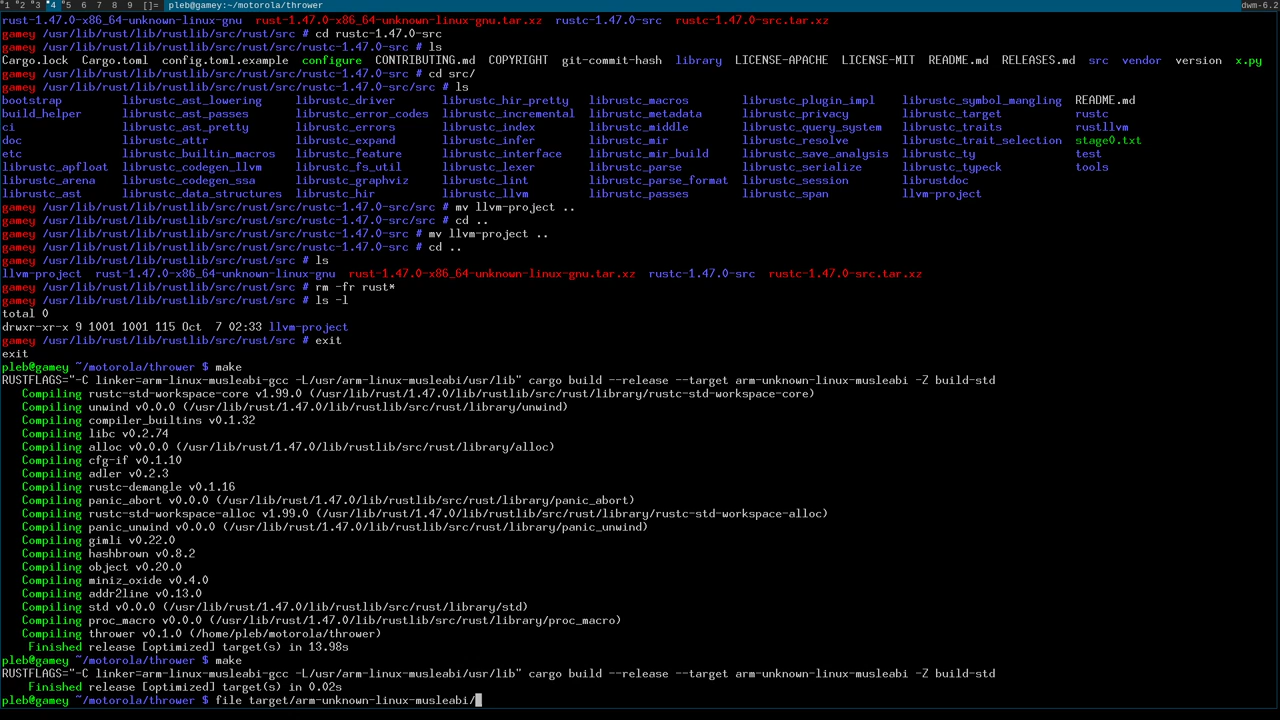 1 2 3 4 5 6 7 8 9 []= pleb@gamey:~/motorola/thrower dwm-6.2
rust-1.47.0-x86_64-unknown-linux-gnu rust-1.47.0-x86_64-unknown-linux-gnu.tar.xz rustc-1.47.0-src rustc-1.47.0-src.tar.xz
gamey /usr/lib/rust/rustlib/src/rust/src # cd rustc-1.47.0-src
gamey /usr/lib/rust/rustlib/src/rust/src/rustc-1.47.0-src # ls
Cargo.lock Cargo.toml config.toml.example configure CONTRIBUTING.md COPYRIGHT git-commit-hash library LICENSE-APACHE LICENSE-MIT README.md RELEASES.md src vendor version x.py
gamey /usr/lib/rust/rustlib/src/rust/src/rustc-1.47.0-src # cd src/
gamey /usr/lib/rust/rustlib/src/rust/src/rustc-1.47.0-src/src # ls
bootstrap librustc_ast_lowering librustc_driver librustc_hir_pretty librustc_macros librustc_plugin_impl librustc_symbol_mangling README.md
build_helper librustc_ast_passes librustc_error_codes librustc_incremental librustc_metadata librustc_privacy librustc_target rustc
ci librustc_ast_pretty librustc_errors librustc_index librustc_middle librustc_query_system librustc_traits rustllvm
doc librustc_attr librustc_expand librustc_infer librustc_mir librustc_resolve librustc_trait_selection stage0.txt
etc librustc_builtin_macros librustc_feature librustc_interface librustc_mir_build librustc_save_analysis librustc_ty test
librustc_apfloat librustc_codegen_llvm librustc_fs_util librustc_lexer librustc_parse librustc_serialize librustc_typeck tools
librustc_arena librustc_codegen_ssa librustc_graphviz librustc_lint librustc_parse_format librustc_session librustdoc
librustc_ast librustc_data_structures librustc_hir librustc_llvm librustc_passes librustc_span llvm-project
gamey /usr/lib/rust/rustlib/src/rust/src/rustc-1.47.0-src/src # mv llvm-project ..
gamey /usr/lib/rust/rustlib/src/rust/src/rustc-1.47.0-src/src # cd ..
gamey /usr/lib/rust/rustlib/src/rust/src/rustc-1.47.0-src # mv llvm-project ..
gamey /usr/lib/rust/rustlib/src/rust/src/rustc-1.47.0-src # cd ..
gamey /usr/lib/rust/rustlib/src/rust/src # ls
llvm-project rust-1.47.0-x86_64-unknown-linux-gnu rust-1.47.0-x86_64-unknown-linux-gnu.tar.xz rustc-1.47.0-src rustc-1.47.0-src.tar.xz
gamey /usr/lib/rust/rustlib/src/rust/src # rm -fr rust*
gamey /usr/lib/rust/rustlib/src/rust/src # ls -l
total 0
drwxr-xr-x 9 1001 1001 115 Oct  7 02:33 llvm-project
gamey /usr/lib/rust/rustlib/src/rust/src # exit
exit
pleb@gamey ~/motorola/thrower $ make
RUSTFLAGS="-C linker=arm-linux-musleabi-gcc -L/usr/arm-linux-musleabi/usr/lib" cargo build --release --target arm-unknown-linux-musleabi -Z build-std
Compiling rustc-std-workspace-core v1.99.0 (/usr/lib/rust/1.47.0/lib/rustlib/src/rust/library/rustc-std-workspace-core)
Compiling unwind v0.0.0 (/usr/lib/rust/1.47.0/lib/rustlib/src/rust/library/unwind)
Compiling compiler_builtins v0.1.32
Compiling libc v0.2.74
Compiling alloc v0.0.0 (/usr/lib/rust/1.47.0/lib/rustlib/src/rust/library/alloc)
Compiling cfg-if v0.1.10
Compiling adler v0.2.3
Compiling rustc-demangle v0.1.16
Compiling panic_abort v0.0.0 (/usr/lib/rust/1.47.0/lib/rustlib/src/rust/library/panic_abort)
Compiling rustc-std-workspace-alloc v1.99.0 (/usr/lib/rust/1.47.0/lib/rustlib/src/rust/library/rustc-std-workspace-alloc)
Compiling panic_unwind v0.0.0 (/usr/lib/rust/1.47.0/lib/rustlib/src/rust/library/panic_unwind)
Compiling gimli v0.22.0
Compiling hashbrown v0.8.2
Compiling object v0.20.0
Compiling miniz_oxide v0.4.0
Compiling addr2line v0.13.0
Compiling std v0.0.0 (/usr/lib/rust/1.47.0/lib/rustlib/src/rust/library/std)
Compiling proc_macro v0.0.0 (/usr/lib/rust/1.47.0/lib/rustlib/src/rust/library/proc_macro)
Compiling thrower v0.1.0 (/home/pleb/motorola/thrower)
Finished release [optimized] target(s) in 13.98s
pleb@gamey ~/motorola/thrower $ make
RUSTFLAGS="-C linker=arm-linux-musleabi-gcc -L/usr/arm-linux-musleabi/usr/lib" cargo build --release --target arm-unknown-linux-musleabi -Z build-std
Finished release [optimized] target(s) in 0.02s
pleb@gamey ~/motorola/thrower $ file target/arm-unknown-linux-musleabi/